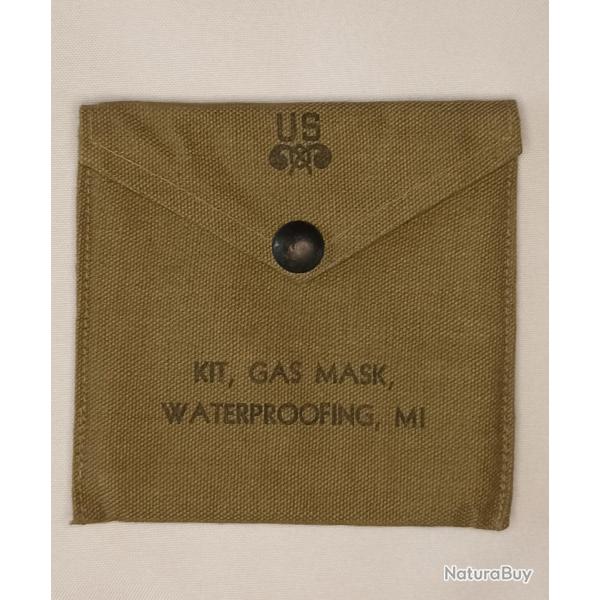 US
KIT, GAS MASK,
WATERPROOFING, M1
NaturaBuy